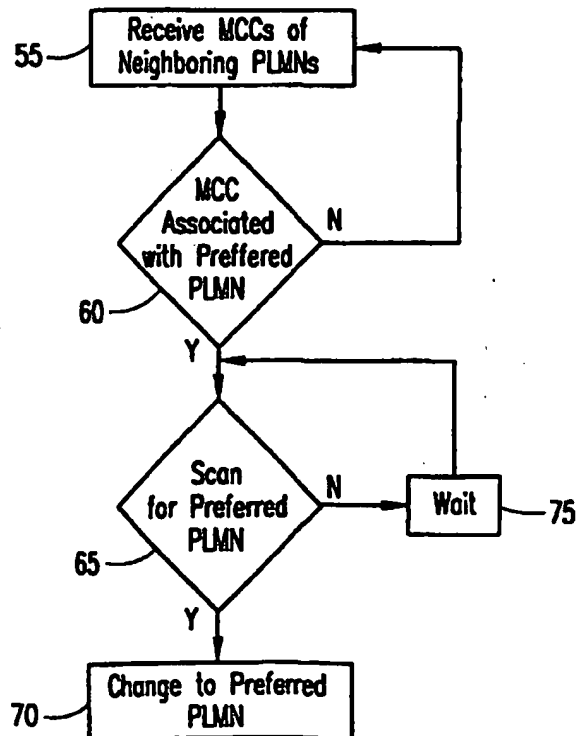 Receive MCCs of
Neighboring PLMNs
55
MCC
Associated
with Preffered
PLMN
N
60
Y
Scan
for Preferred
PLMN
N
Wait
75
65
Y
Change to Preferred
PLMN
70